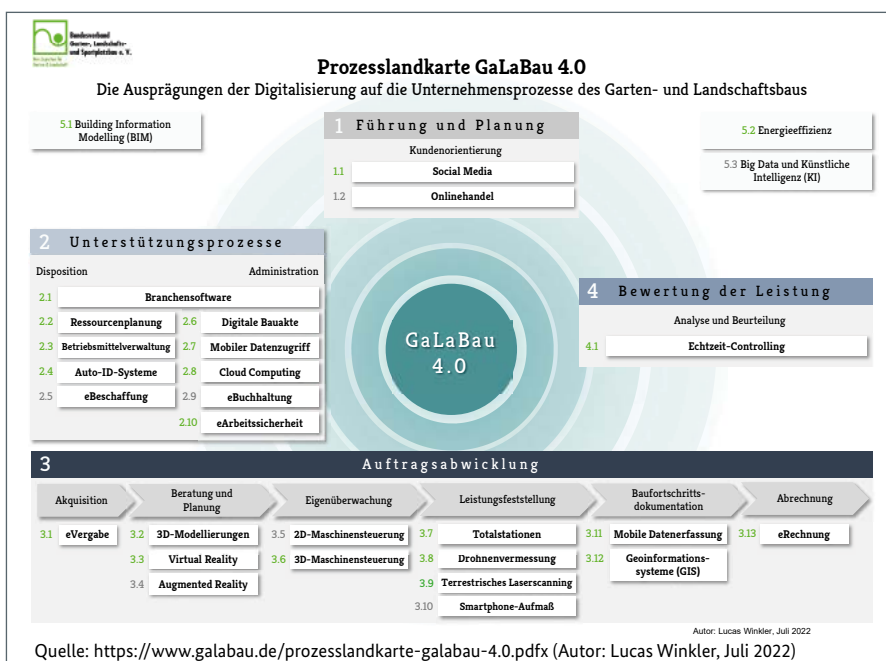 Bundesverband
Garten-, Landschafts-
und Sportplatzbau e. V.
Prozesslandkarte GaLaBau 4.0
Die Ausprägungen der Digitalisierung auf die Unternehmensprozesse des Garten- und Landschaftsbaus
5.1 Building Information
Modelling (BIM)
1 Führung und Planung
Kundenorientierung
1.1 Social Media
1.2 Onlinehandel
5.2 Energieeffizienz
5.3 Big Data und Künstliche
Intelligenz (KI)
2 Unterstützungsprozesse
Disposition Administration
2.1 Branchensoftware
2.2 Ressourcenplanung 2.6 Digitale Bauakte
2.3 Betriebsmittelverwaltung 2.7 Mobiler Datenzugriff
2.4 Auto-ID-Systeme 2.8 Cloud Computing
2.5 eBeschaffung 2.9 eBuchhaltung
2.10 eArbeitssicherheit
GaLaBau
4.0
4 Bewertung der Leistung
Analyse und Beurteilung
4.1 Echtzeit-Controlling
3 Auftragsabwicklung
Akquisition
Beratung und
Planung
Eigenüberwachung
Leistungsfeststellung
Baufortschritts-
dokumentation
Abrechnung
3.1 eVergabe 3.2 3D-Modellierungen 3.5 2D-Maschinensteuerung 3.7 Totalstationen 3.11 Mobile Datenerfassung 3.13 eRechnung
3.3 Virtual Reality 3.6 3D-Maschinensteuerung 3.8 Drohnenvermessung 3.12 Geoinformations-
systeme (GIS)
3.4 Augmented Reality 3.9 Terrestrisches Laserscanning
3.10 Smartphone-Aufmaß
Autor: Lucas Winkler, Juli 2022
Quelle: https://www.galabau.de/prozesslandkarte-galabau-4.0.pdfx (Autor: Lucas Winkler, Juli 2022)